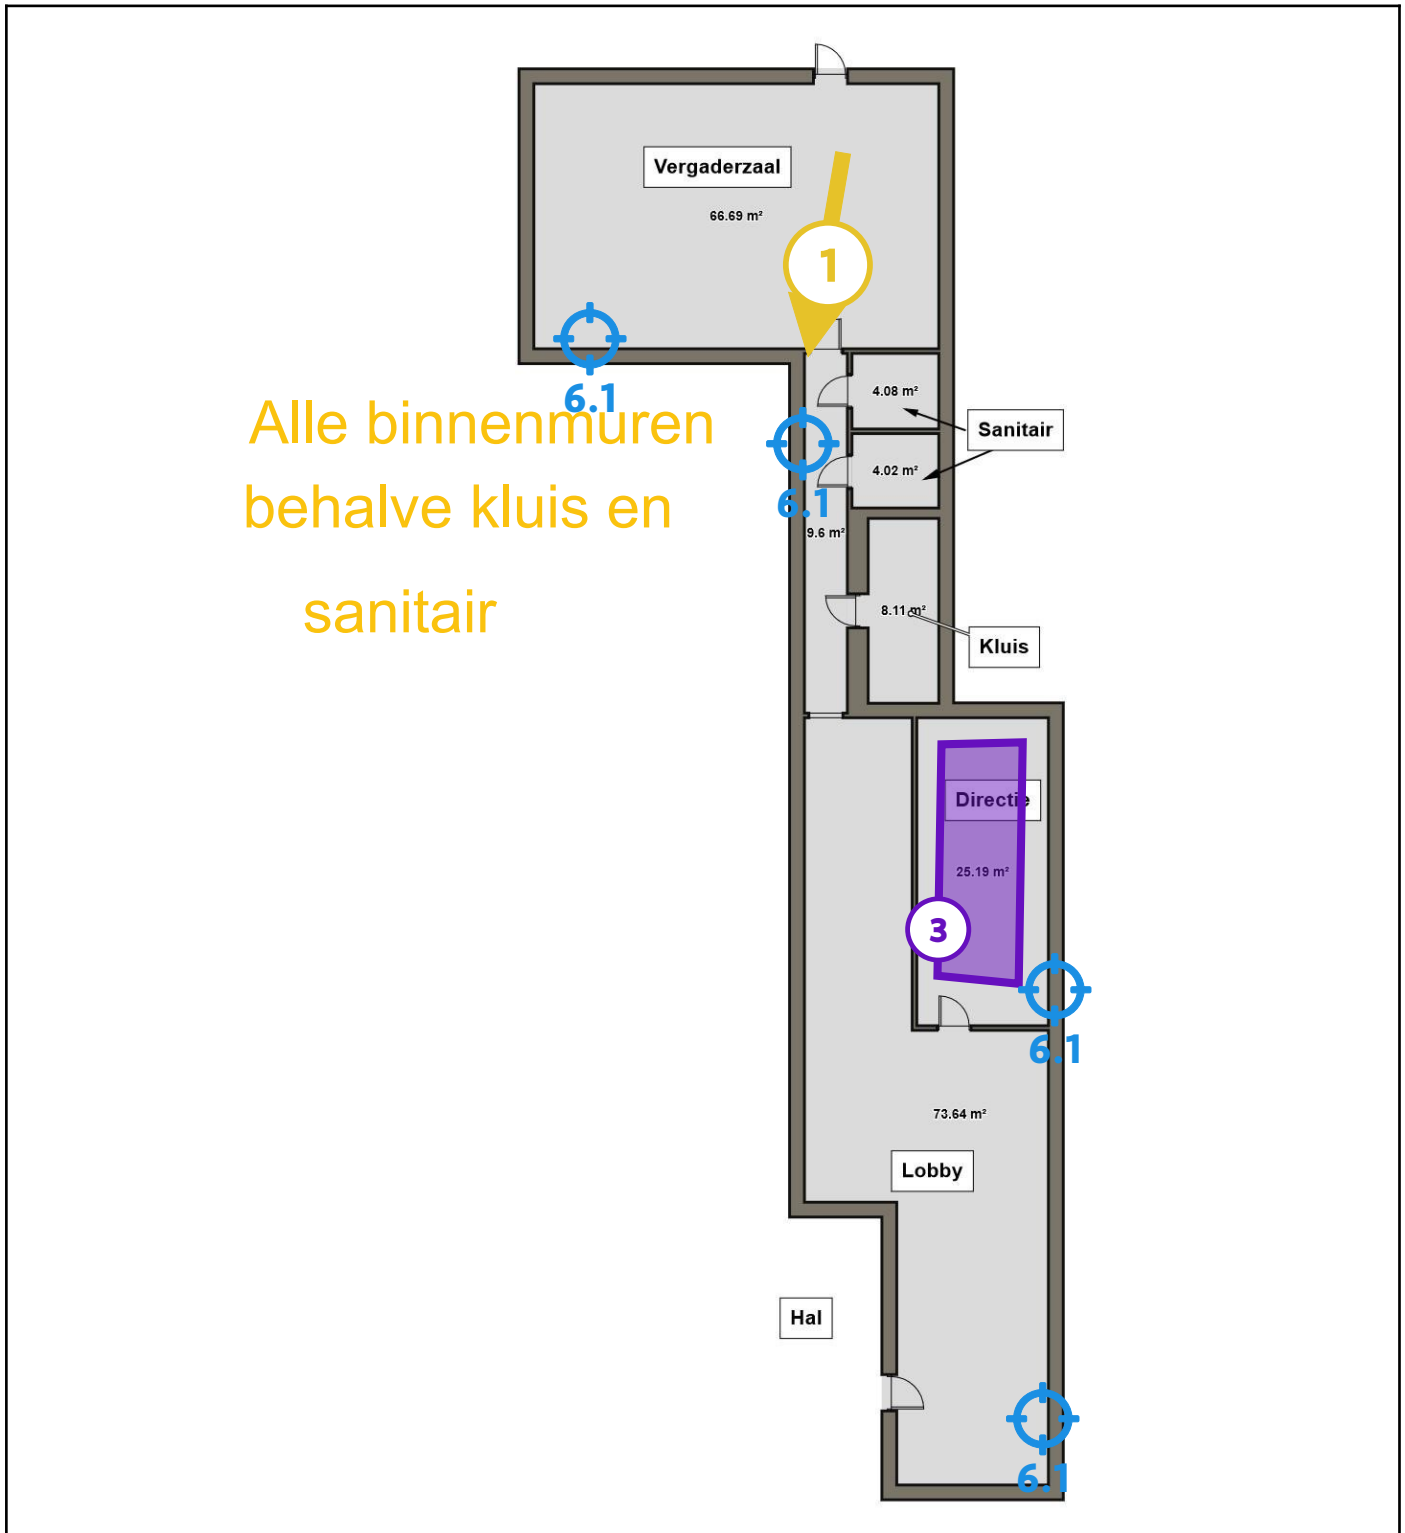 Vergaderzaal
66.69 m²
1
6.1
Alle binnenmuren
behalve kluis en
sanitair
4.08 m²
Sanitair
4.02 m²
6.1
9.6 m²
8.11 m²
Kluis
Directie
25.19 m²
3
6.1
73.64 m²
Lobby
Hal
6.1